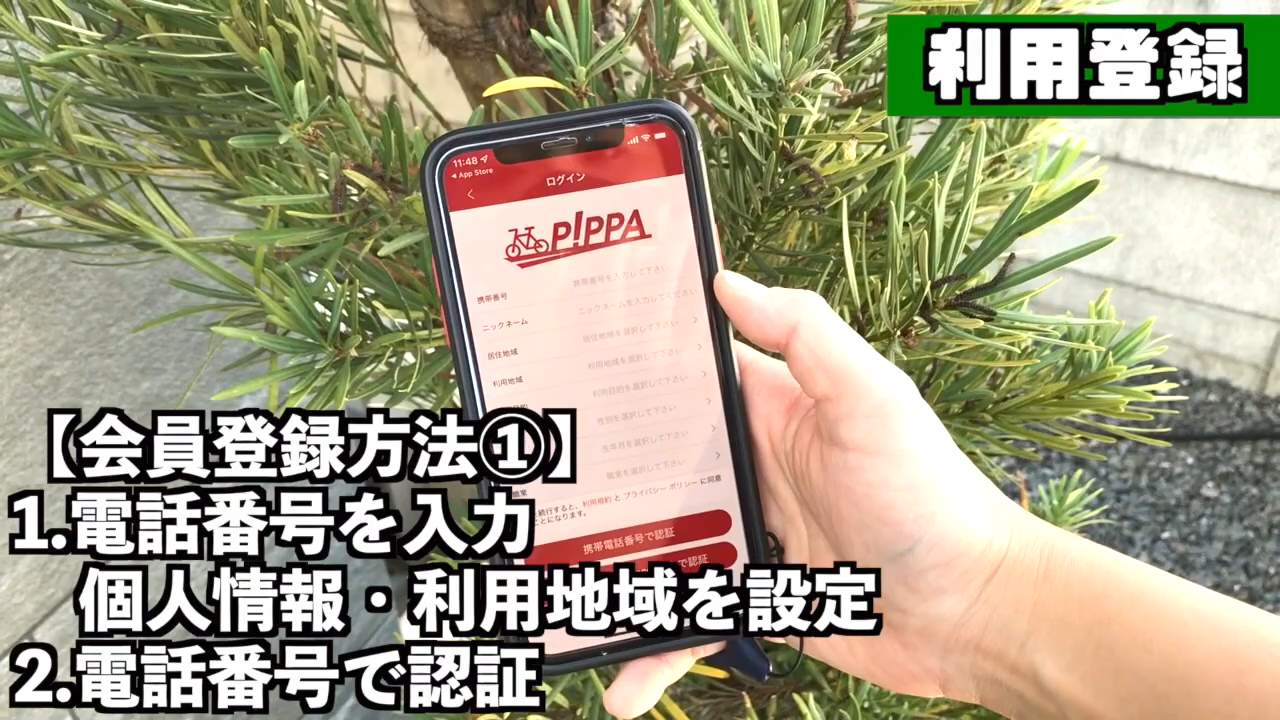 利用登録
11:48
App Store
ログイン
P!PPA
携帯番号 携帯番号を入力して下さい
ニックネーム ニックネームを入力してください
居住地域 居住地域を選択して下さい
利用地域 利用地域を選択して下さい
利用目的を選択して下さい
性別を選択して下さい
生年月を選択して下さい
職業 職業を選択して下さい
続行すると、利用規約 と プライバシー ポリシー に同意
ことになります。
携帯電話番号で認証
で認証
【会員登録方法①】
1.電話番号を入力
個人情報・利用地域を設定
2.電話番号で認証